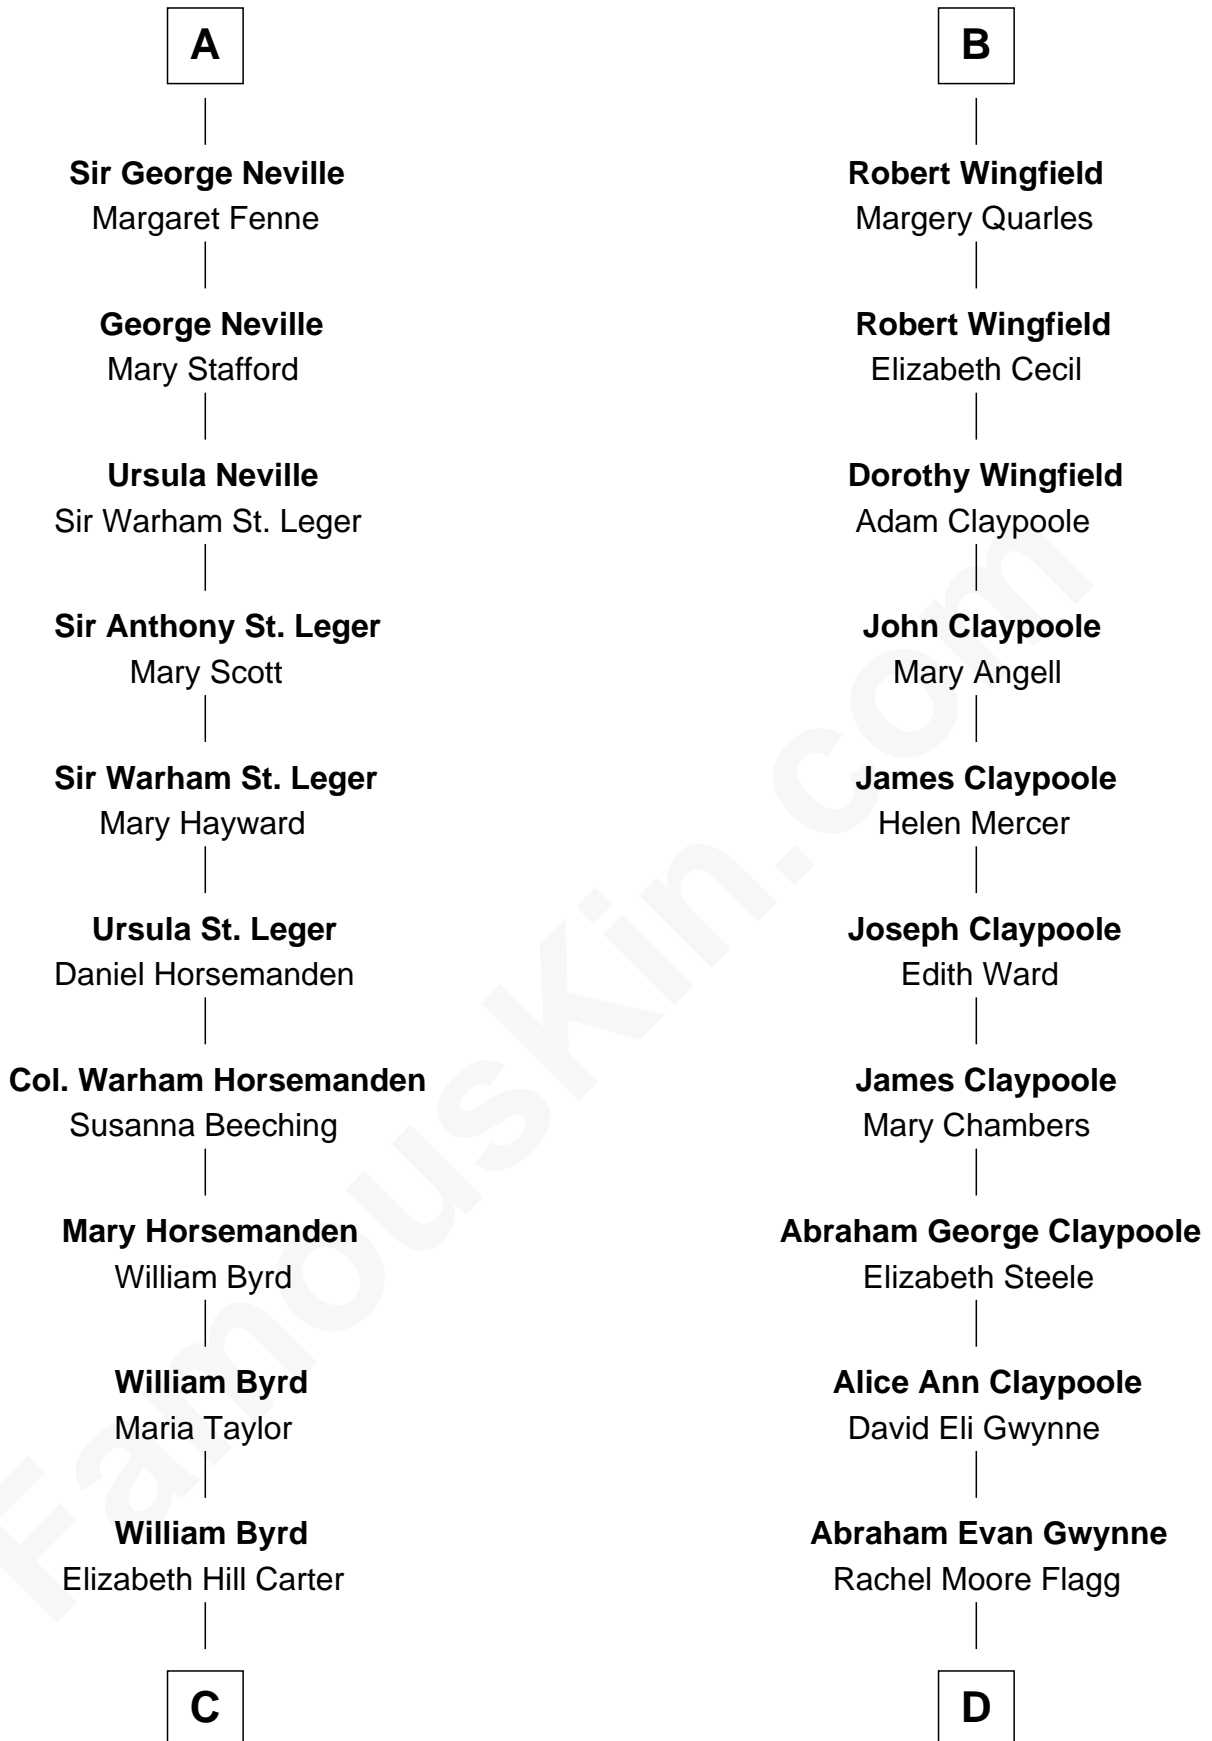 A
Sir George Neville
Margaret Fenne
George Neville
Mary Stafford
Ursula Neville
Sir Warham St. Leger
Sir Anthony St. Leger
Mary Scott
Sir Warham St. Leger
Mary Hayward
Ursula St. Leger
Daniel Horsemanden
Col. Warham Horsemanden
Susanna Beeching
Mary Horsemanden
William Byrd
William Byrd
Maria Taylor
William Byrd
Elizabeth Hill Carter
C
B
Robert Wingfield
Margery Quarles
Robert Wingfield
Elizabeth Cecil
Dorothy Wingfield
Adam Claypoole
John Claypoole
Mary Angell
James Claypoole
Helen Mercer
Joseph Claypoole
Edith Ward
James Claypoole
Mary Chambers
Abraham George Claypoole
Elizabeth Steele
Alice Ann Claypoole
David Eli Gwynne
Abraham Evan Gwynne
Rachel Moore Flagg
D
FamousKin.com